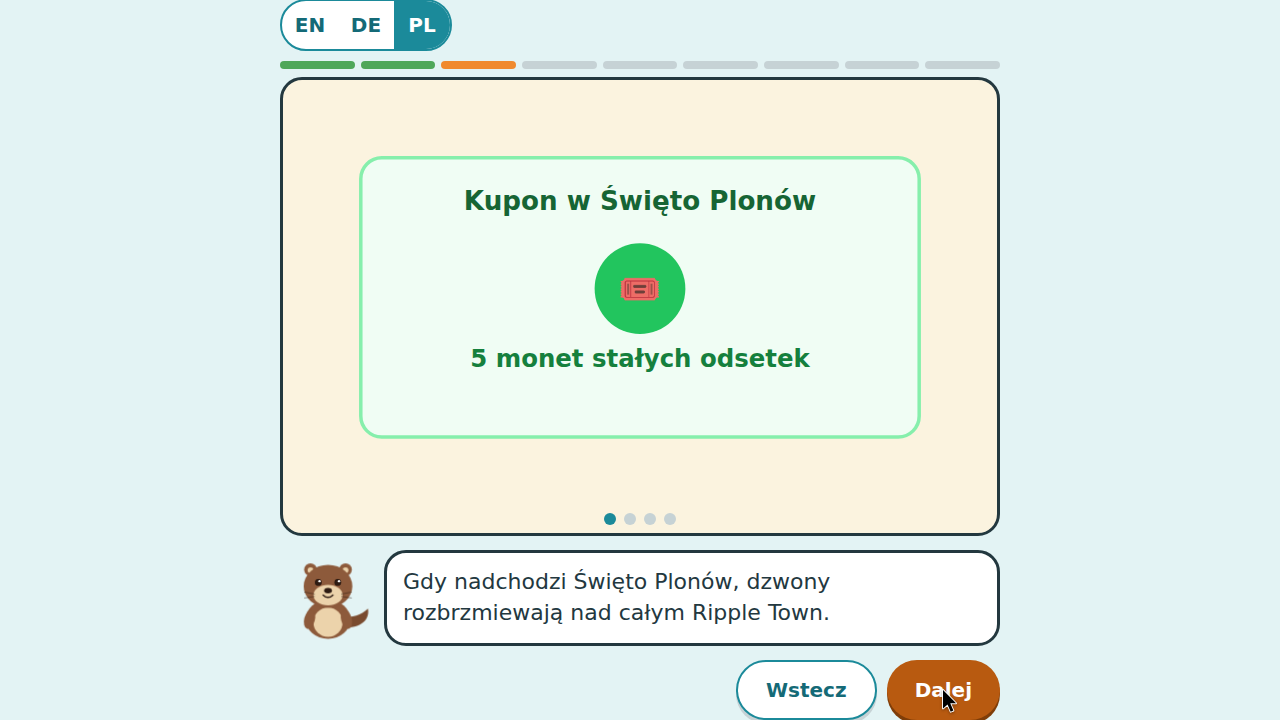 EN DE PL
Kupon w Święto Plonów
5 monet stałych odsetek
Gdy nadchodzi Święto Plonów, dzwony
rozbrzmiewają nad całym Ripple Town.
Wstecz Dalej